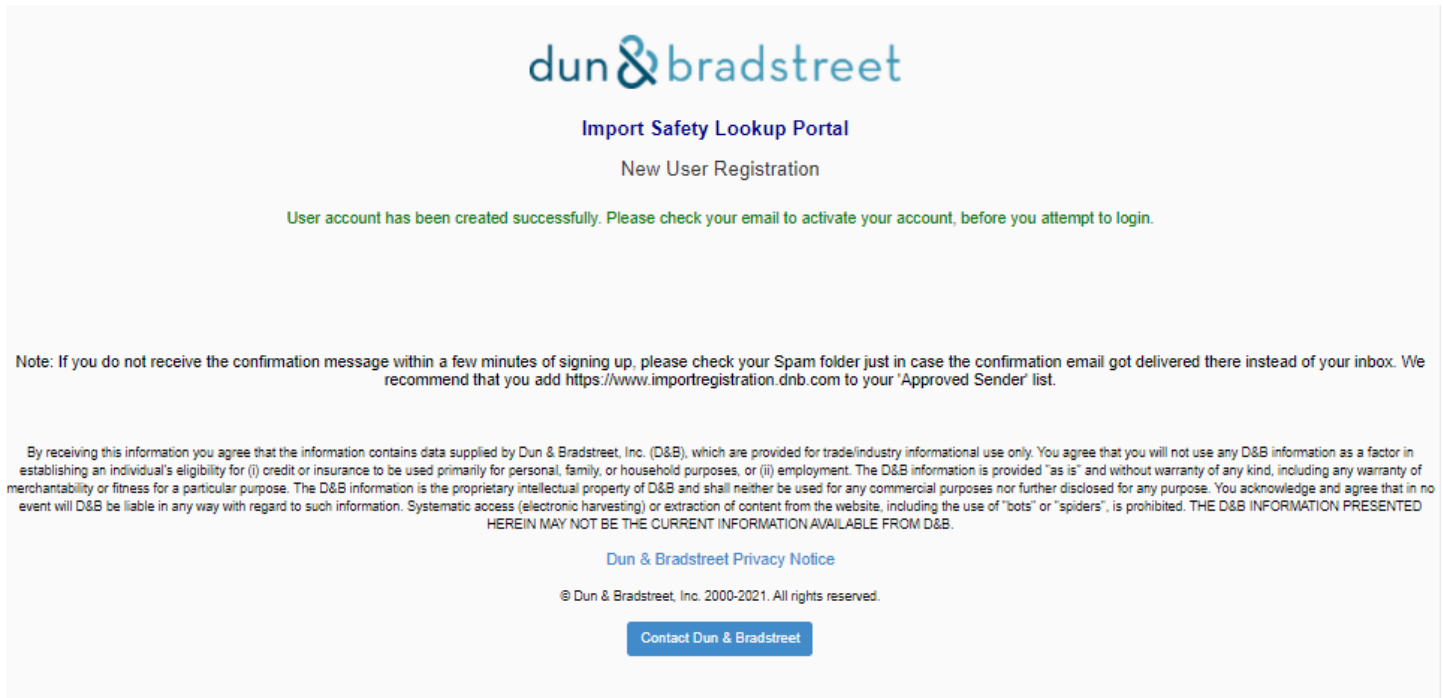 dun & bradstreet
Import Safety Lookup Portal
New User Registration
User account has been created successfully. Please check your email to activate your account, before you attempt to login.
Note: If you do not receive the confirmation message within a few minutes of signing up, please check your Spam folder just in case the confirmation email got delivered there instead of your inbox. We
recommend that you add https://www.importregistration.dnb.com to your 'Approved Sender' list.
By receiving this information you agree that the information contains data supplied by Dun & Bradstreet, Inc. (D&B), which are provided for trade/industry informational use only. You agree that you will not use any D&B information as a factor in
establishing an individual's eligibility for (i) credit or insurance to be used primarily for personal, family, or household purposes, or (ii) employment. The D&B information is provided "as is" and without warranty of any kind, including any warranty of
merchantability or fitness for a particular purpose. The D&B information is the proprietary intellectual property of D&B and shall neither be used for any commercial purposes nor further disclosed for any purpose. You acknowledge and agree that in no
event will D&B be liable in any way with regard to such information. Systematic access (electronic harvesting) or extraction of content from the website, including the use of "bots" or "spiders", is prohibited. THE D&B INFORMATION PRESENTED
HEREIN MAY NOT BE THE CURRENT INFORMATION AVAILABLE FROM D&B.
Dun & Bradstreet Privacy Notice
© Dun & Bradstreet, Inc. 2000-2021. All rights reserved.
Contact Dun & Bradstreet